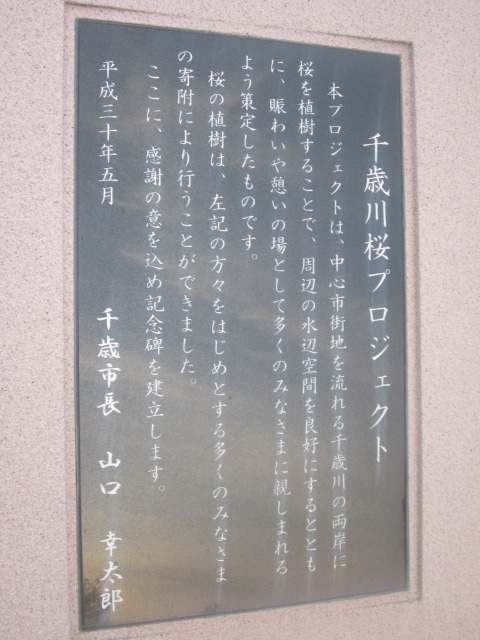 千歳川桜プロジェクト
本プロジェクトは、中心市街地を流れる千歳川の両岸に
桜を植樹することで、周辺の水辺空間を良好にするととも
に、賑わいや憩いの場として多くのみなさまに親しまれる
よう策定したものです。
桜の植樹は、左記の方々をはじめとする多くのみなさま
の寄附により行うことができました。
ここに、感謝の意を込め記念碑を建立します。
平成三十年五月
千歳市長 山口 幸太郎